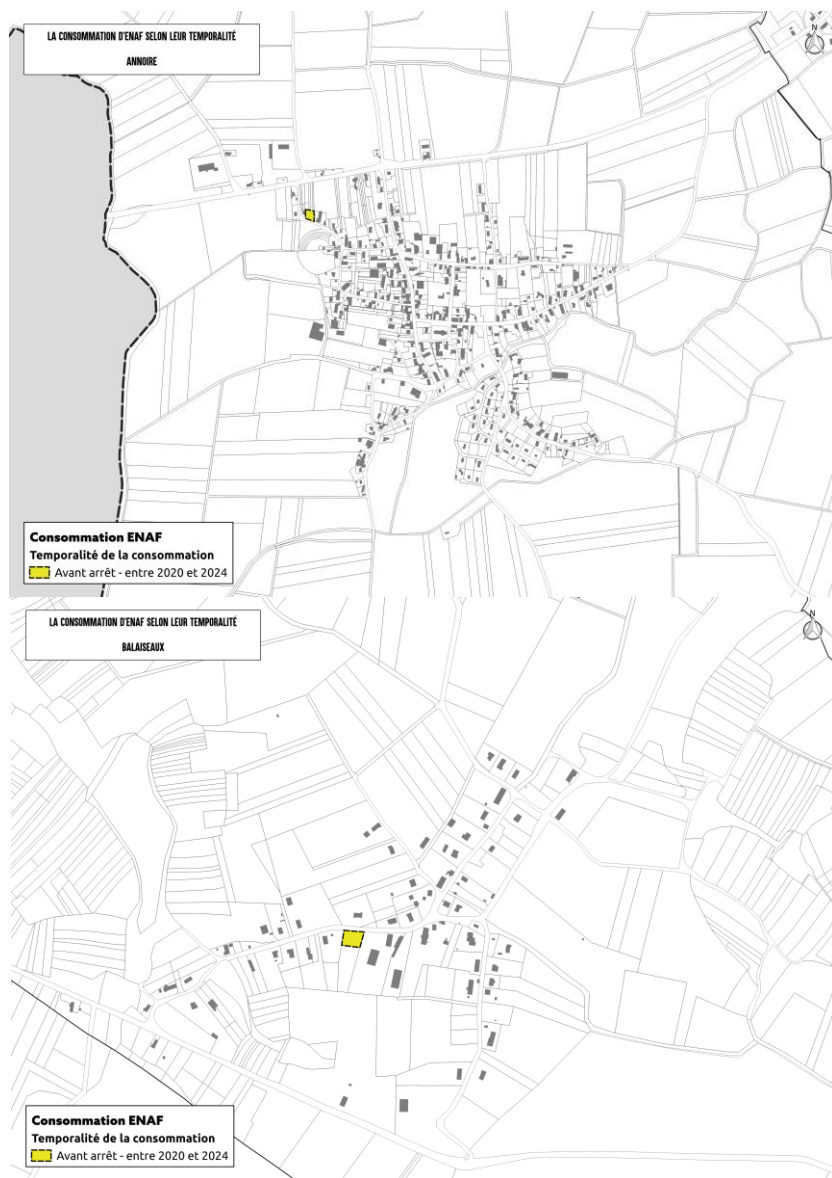 LA CONSOMMATION D'ENAF SELON LEUR TEMPORALITÉ
ANNOIRE
N
Consommation ENAF
Temporalité de la consommation
Avant arrêt - entre 2020 et 2024
LA CONSOMMATION D'ENAF SELON LEUR TEMPORALITÉ
BALAISEAUX
N
Consommation ENAF
Temporalité de la consommation
Avant arrêt - entre 2020 et 2024